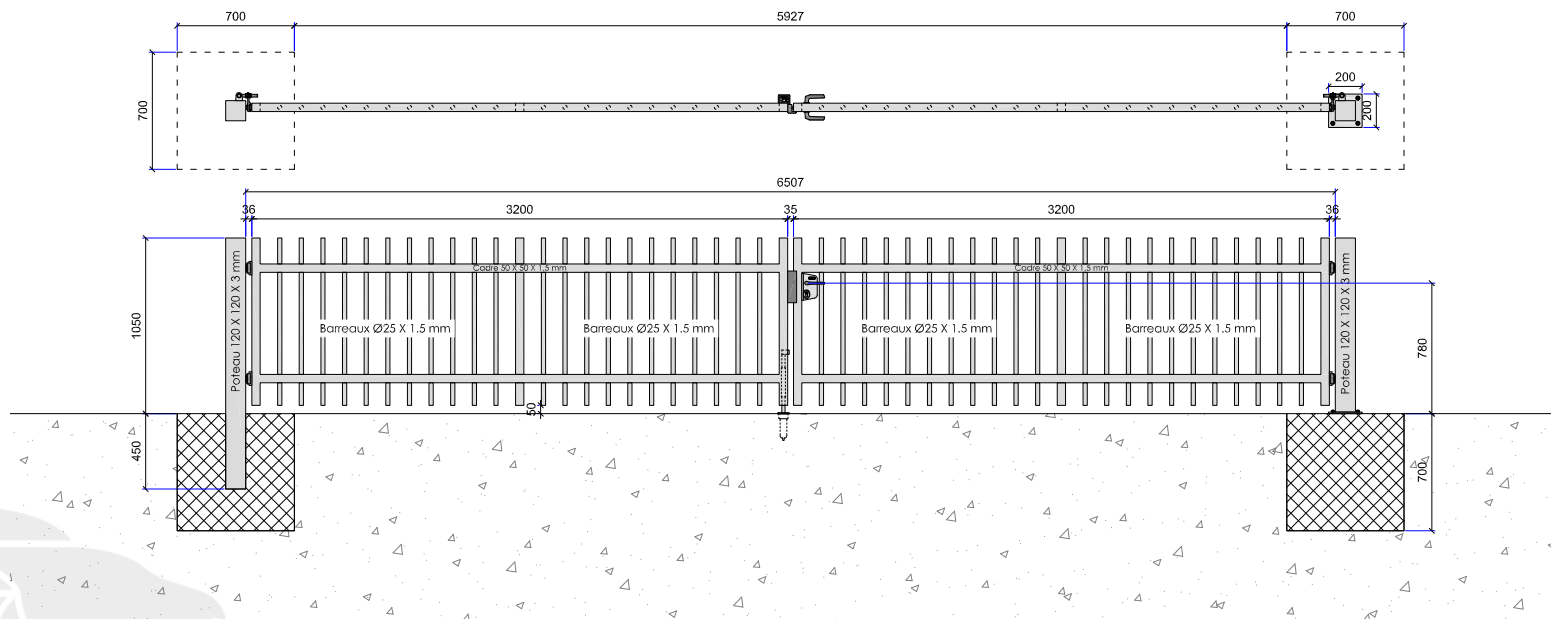 700
5927
700
700
200
200
6507
36
3200
35
3200
36
1050
Poteau 120 X 120 X 3 mm
Cadre 50 X 50 X 1.5 mm
Cadre 50 X 50 X 1.5 mm
Poteau 120 X 120 X 3 mm
Barreaux Ø25 X 1.5 mm
Barreaux Ø25 X 1.5 mm
Barreaux Ø25 X 1.5 mm
Barreaux Ø25 X 1.5 mm
780
50
450
700